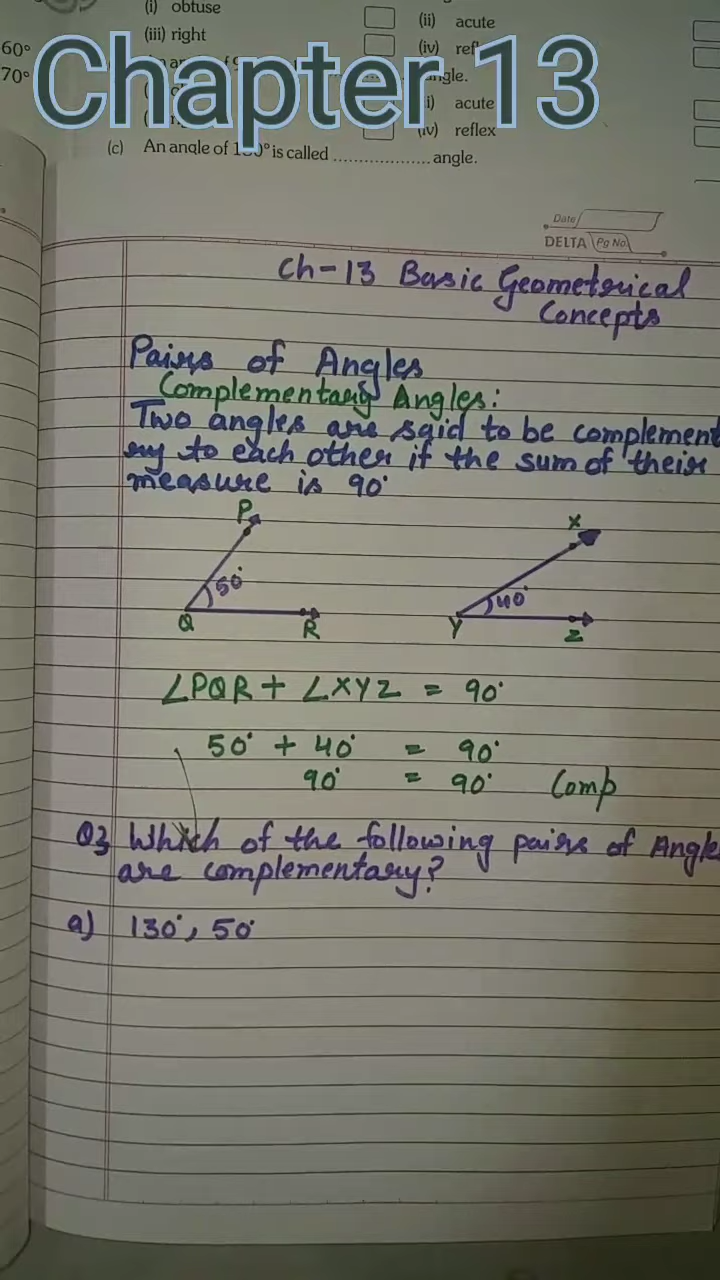 (i) obtuse
(ii) acute
(iii) right
(iv)
60°
70°
Chapter 13
angle.
acute
(iv) reflex
(c) An angle of is called .................. angle.
Date
DELTA Pg No.
Ch-13 Basic Geometrical
Concepts
Pairs of Angles
Complementary Angles:
Two angles are said to be complement
ary to each other if the sum of their
measure is 90°
P
X
50°
40°
Q
R
Y
Z
∠PQR + ∠XYZ = 90°
50° + 40° = 90°
90° = 90° Comp
Q3 Which of the following pairs of Angle
are complementary?
a) 130°, 50°